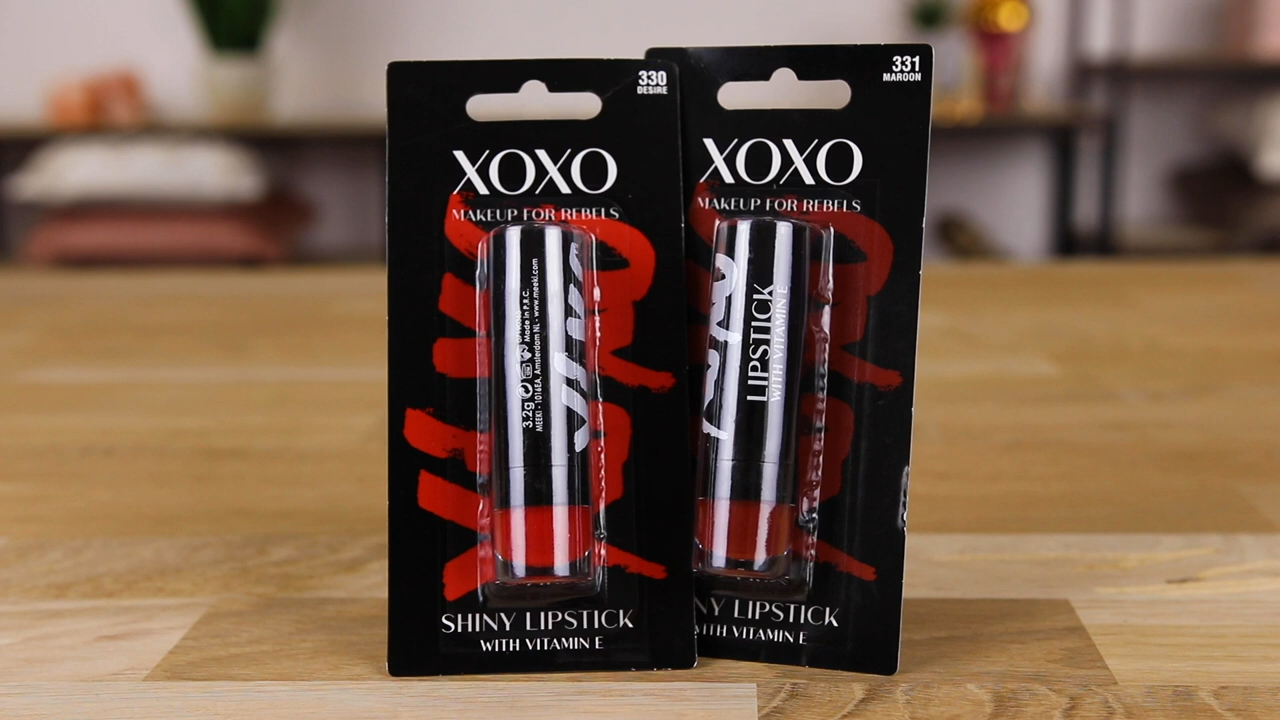 330
DESIRE
XOXO
MAKEUP FOR REBELS
3.2g
Made in P.R.C.
MEEKI - 1016EA, Amsterdam NL - www.meeki.com
SHINY LIPSTICK
WITH VITAMIN E
331
MAROON
XOXO
MAKEUP FOR REBELS
LIPSTICK
WITH VITAMIN E
NY LIPSTICK
WITH VITAMIN E